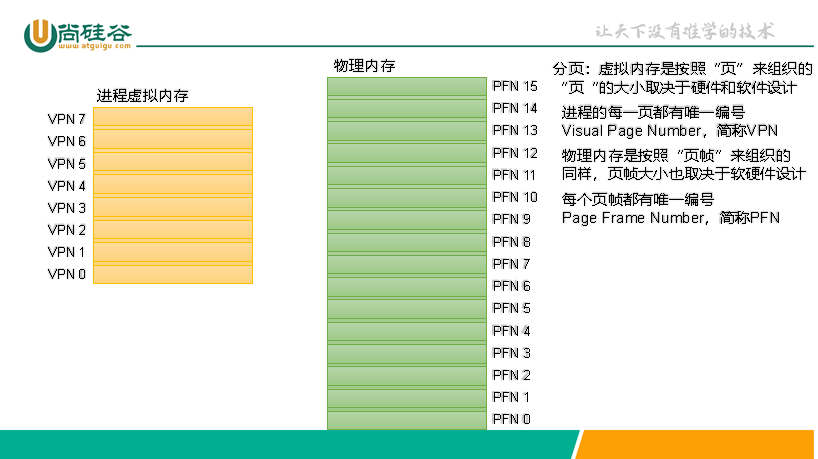 尚硅谷
www.atguigu.com
让天下没有难学的技术
进程虚拟内存
VPN 7
VPN 6
VPN 5
VPN 4
VPN 3
VPN 2
VPN 1
VPN 0
物理内存
PFN 15
PFN 14
PFN 13
PFN 12
PFN 11
PFN 10
PFN 9
PFN 8
PFN 7
PFN 6
PFN 5
PFN 4
PFN 3
PFN 2
PFN 1
PFN 0
分页：虚拟内存是按照“页”来组织的
“页“的大小取决于硬件和软件设计
进程的每一页都有唯一编号
Visual Page Number，简称VPN
物理内存是按照“页帧”来组织的
同样，页帧大小也取决于软硬件设计
每个页帧都有唯一编号
Page Frame Number，简称PFN